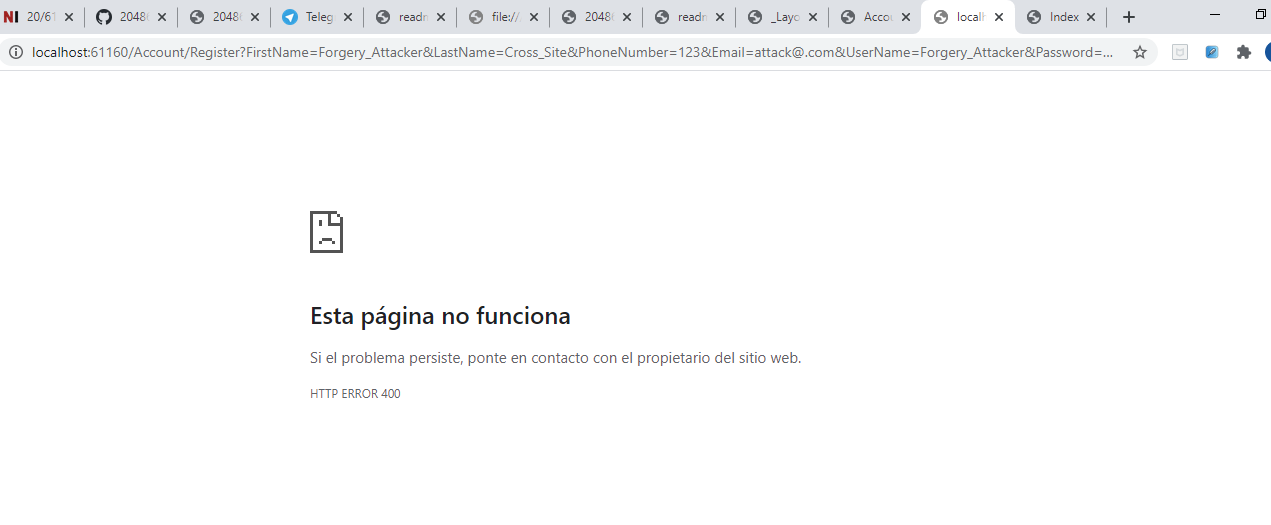 NI 20/61 2048 2048 Teleg readn file:/// 2048 readn _Layo Accou localh Index
localhost:61160/Account/Register?FirstName=Forgery_Attacker&LastName=Cross_Site&PhoneNumber=123&Email=attack@.com&UserName=Forgery_Attacker&Password=...
Esta página no funciona
Si el problema persiste, ponte en contacto con el propietario del sitio web.
HTTP ERROR 400